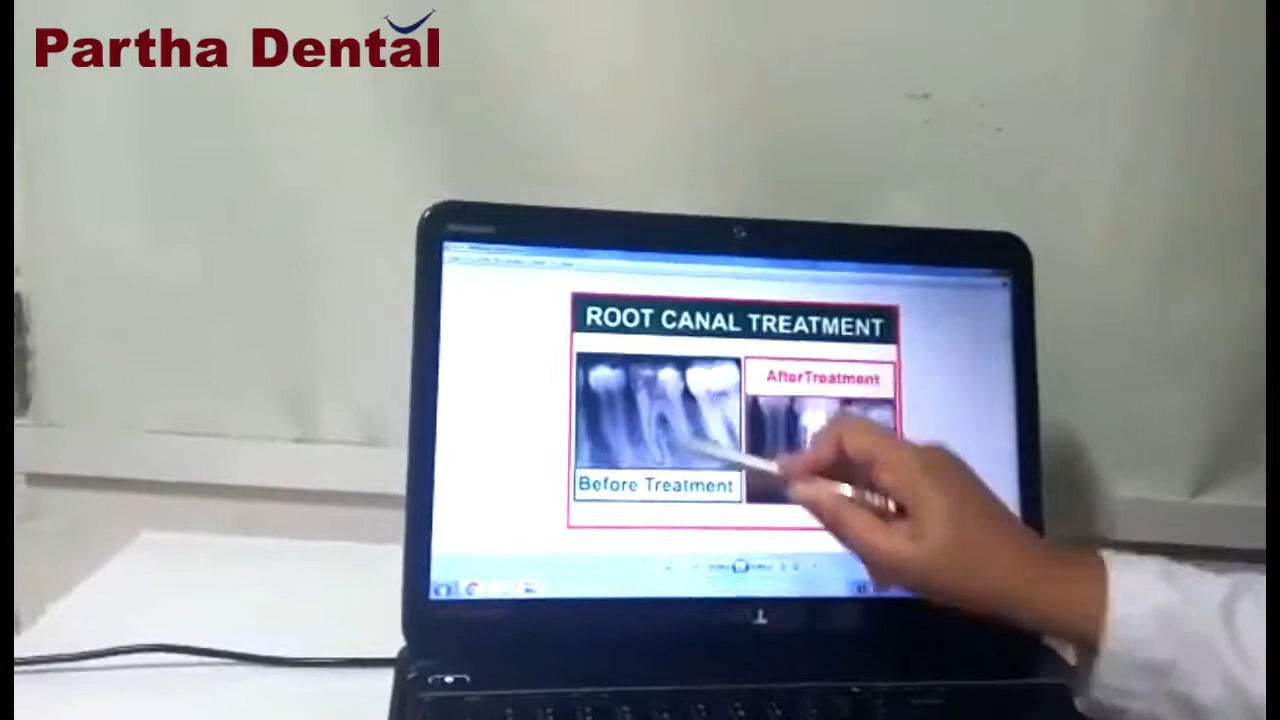 Partha Dental
ROOT CANAL TREATMENT
AfterTreatment
Before Treatment